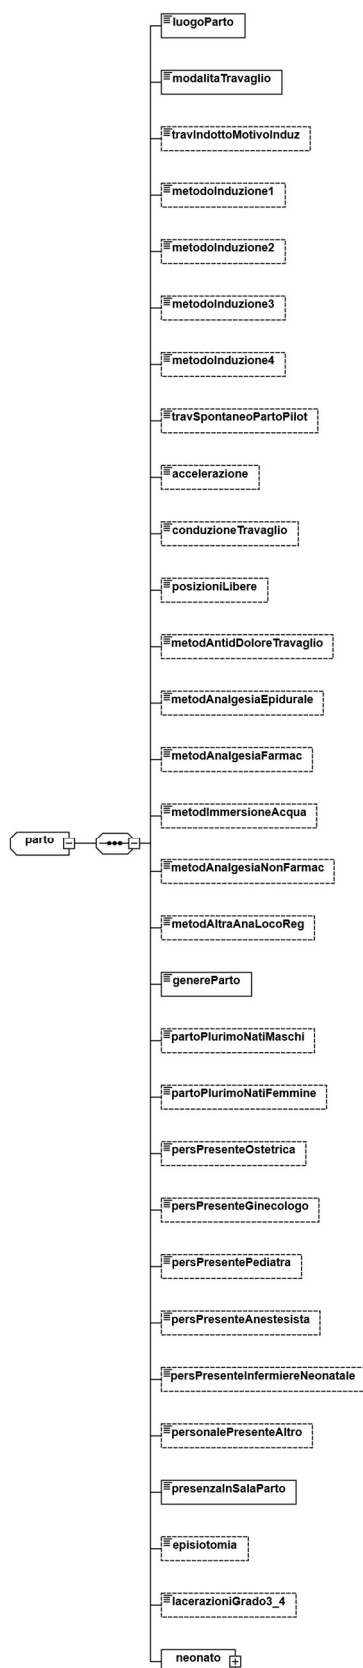 luogoParto
modalitaTravaglio
travIndottoMotivoInduz
metodoInduzione1
metodoInduzione2
metodoInduzione3
metodoInduzione4
travSpontaneoPartoPilot
accelerazione
conduzioneTravaglio
posizioniLibere
metodAntidDoloreTravaglio
metodAnalgesiaEpidurale
metodAnalgesiaFarmac
metodImmersioneAcqua
parto
metodAnalgesiaNonFarmac
metodAltraAnaLocoReg
genereParto
partoPlurimoNatiMaschi
partoPlurimoNatiFemmine
persPresenteOstetrica
persPresenteGinecologo
persPresentePediatra
persPresenteAnestesista
persPresenteInfermiereNeonatale
personalePresenteAltro
presenzaInSalaParto
episiotomia
lacerazioniGrado3_4
neonato